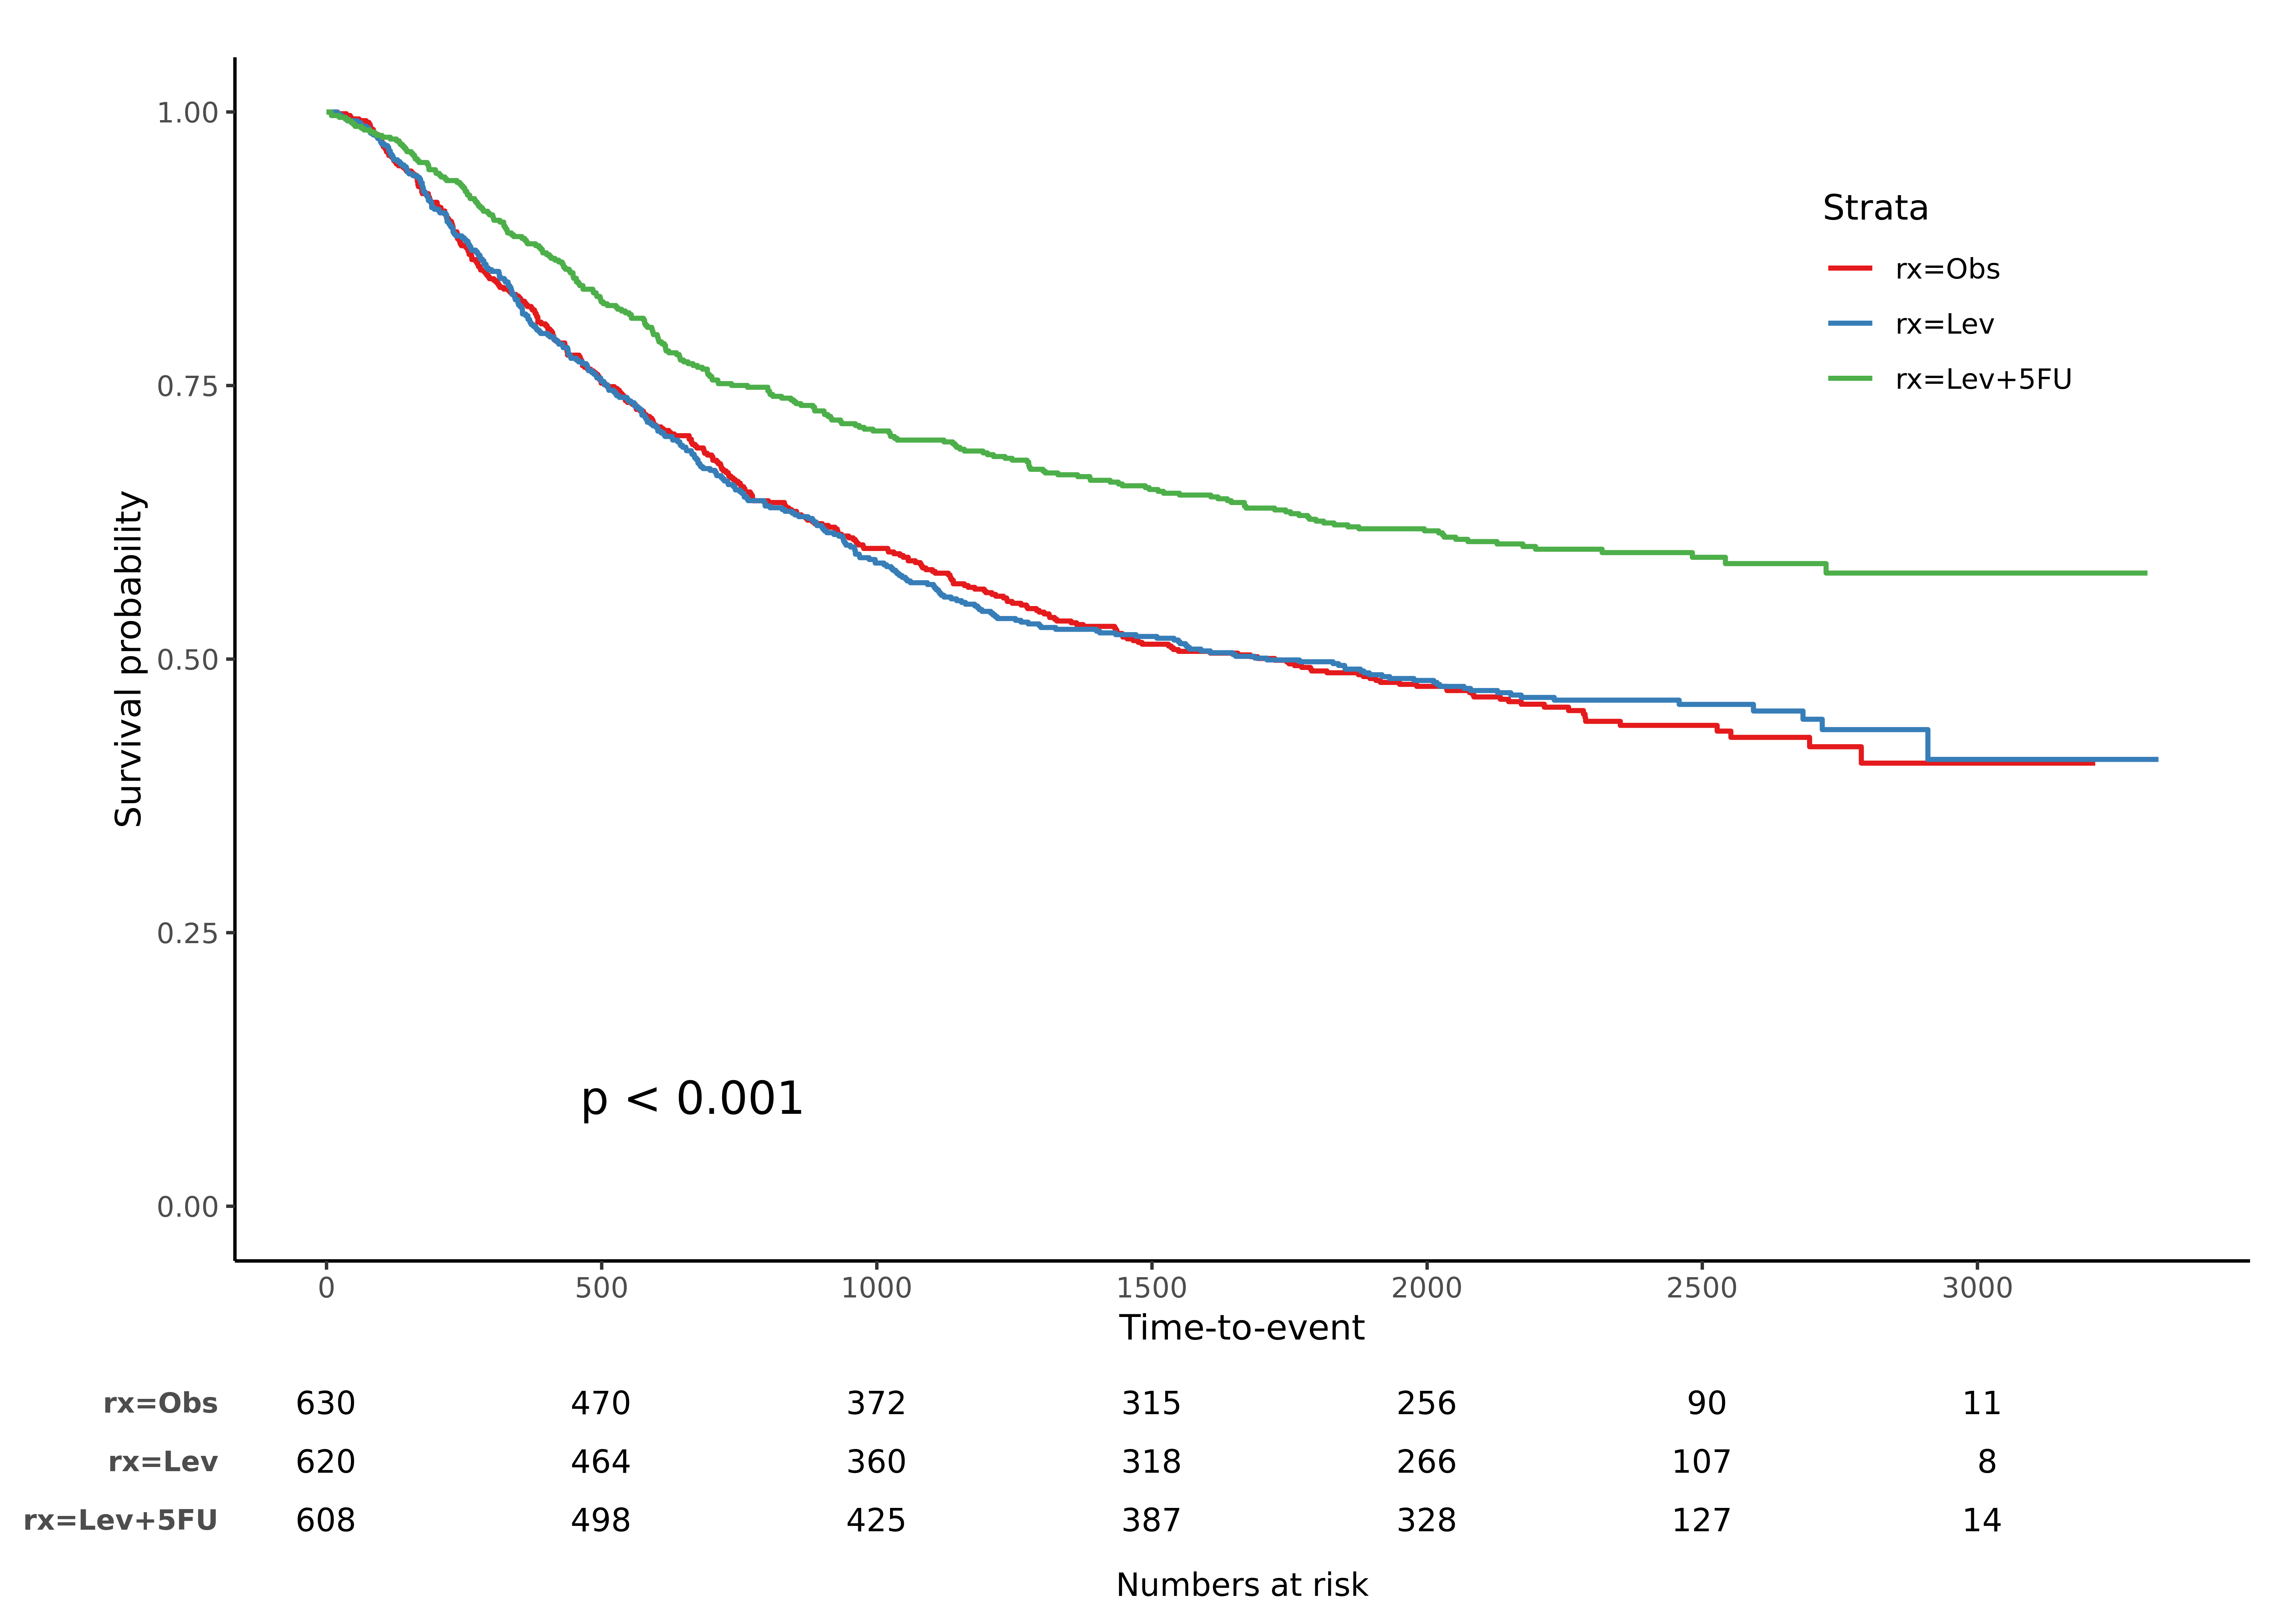 1.00
0.75
0.50
0.25
0.00
Survival probability
Strata
rx=Obs
rx=Lev
rx=Lev+5FU
p < 0.001
0 500 1000 1500 2000 2500 3000
Time-to-event
rx=Obs 630 470 372 315 256 90 11
rx=Lev 620 464 360 318 266 107 8
rx=Lev+5FU 608 498 425 387 328 127 14
Numbers at risk